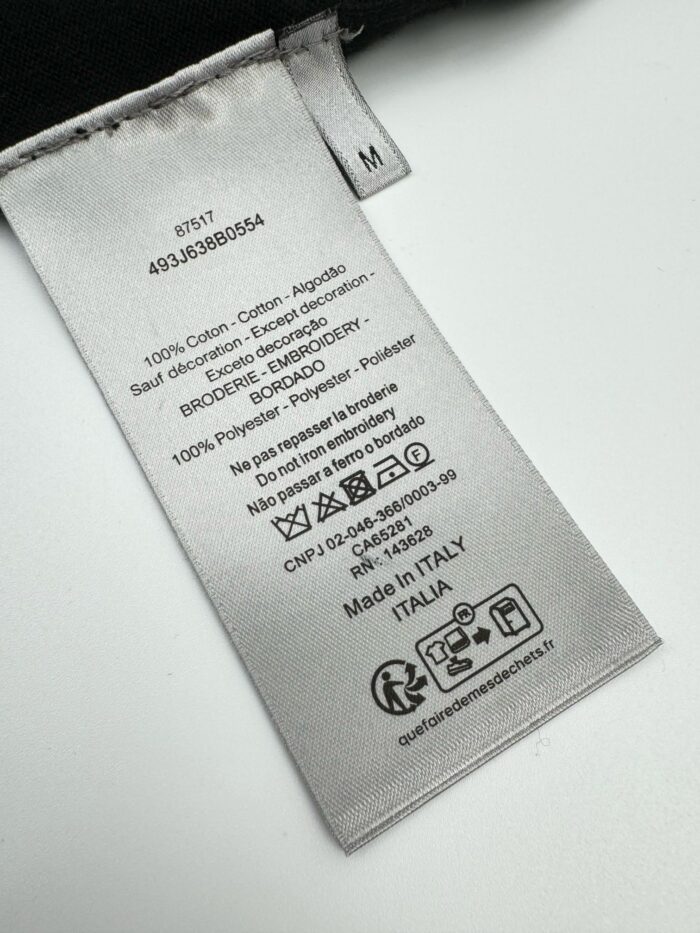 M
87517
493J638B0554
100% Coton - Cotton - Algodão
Sauf décoration - Except decoration -
Exceto decoração
BRODERIE - EMBROIDERY -
BORDADO
100% Polyester - Polyester - Poliéster
Ne pas repasser la broderie
Do not iron embroidery
Não passar a ferro o bordado
F
CNPJ 02-046-366/0003-99
CA65281
RN : 143628
Made In ITALY
ITALIA
FR
quefairedemesdechets.fr